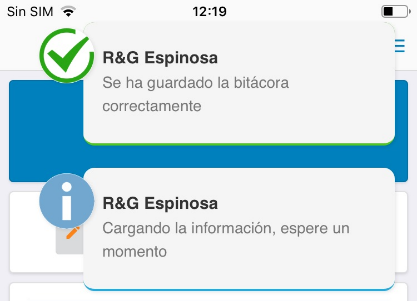 Sin SIM 12:19
R&G Espinosa
Se ha guardado la bitácora
correctamente
R&G Espinosa
Cargando la información, espere un
momento